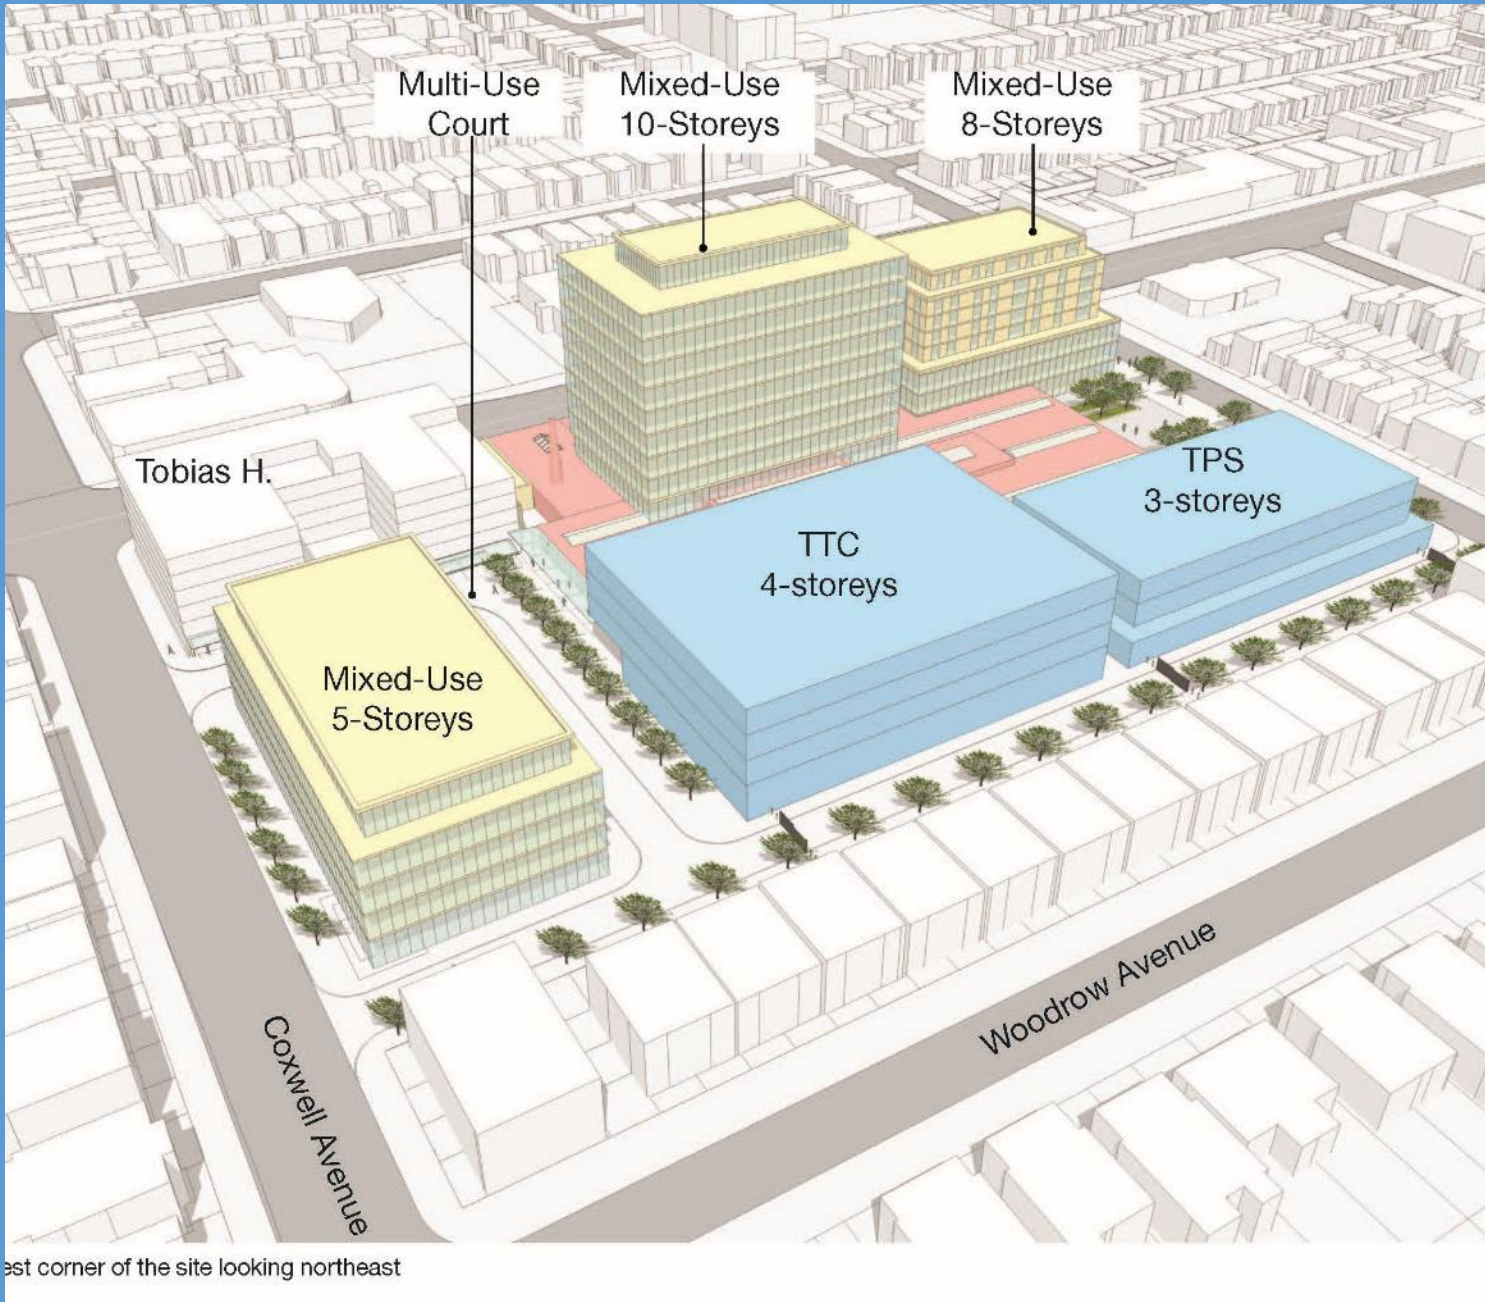 Multi-Use
Court
Mixed-Use
10-Storeys
Mixed-Use
8-Storeys
Tobias H.
TPS
3-storeys
TTC
4-storeys
Mixed-Use
5-Storeys
Woodrow Avenue
Coxwell Avenue
corner of the site looking northeast